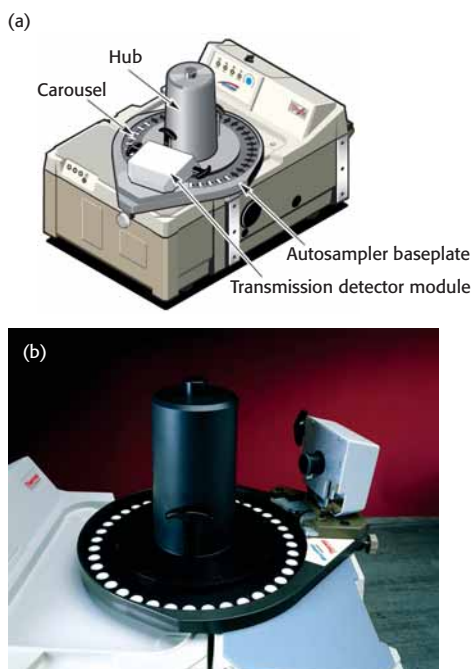 (a)
Hub
Carousel
Autosampler baseplate
Transmission detector module
(b)